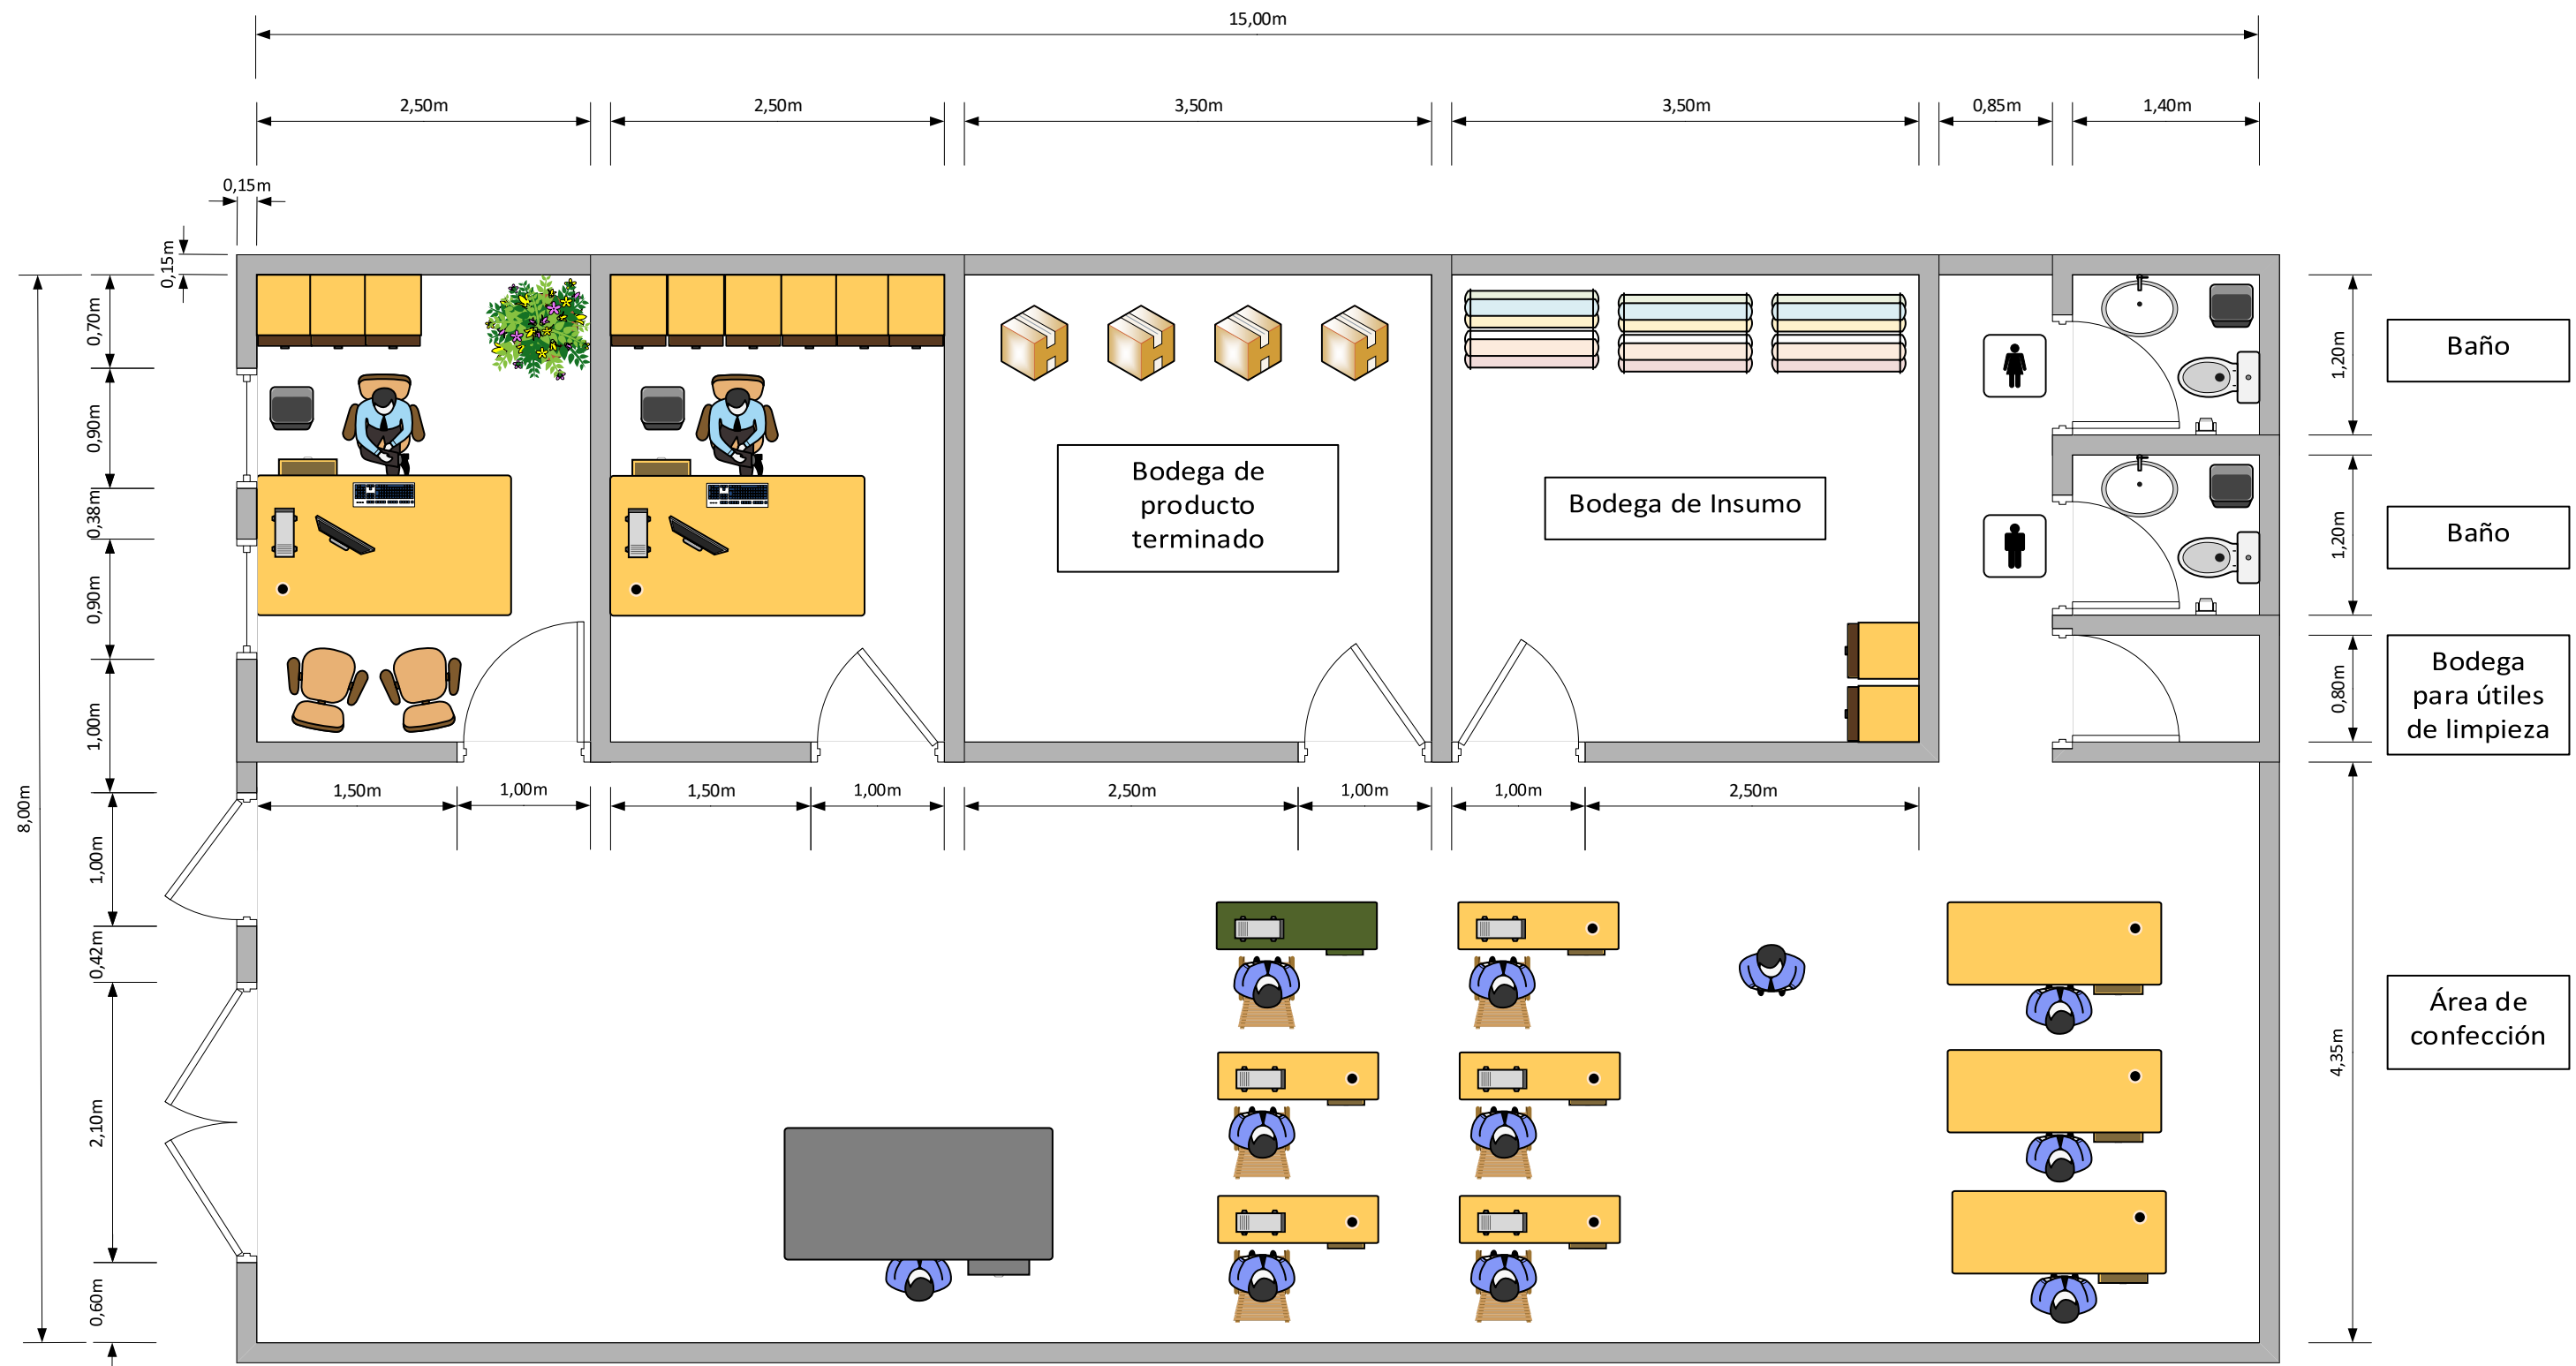 15,00m
2,50m
2,50m
3,50m
3,50m
0,85m
1,40m
0,15m
0,15m
0,70m
0,90m
0,38m
0,90m
1,00m
8,00m
1,00m
0,42m
2,10m
0,60m
Bodega de
producto
terminado
Bodega de Insumo
1,50m
1,00m
1,50m
1,00m
2,50m
1,00m
1,00m
2,50m
1,20m
Baño
1,20m
Baño
0,80m
Bodega
para útiles
de limpieza
4,35m
Área de
confección